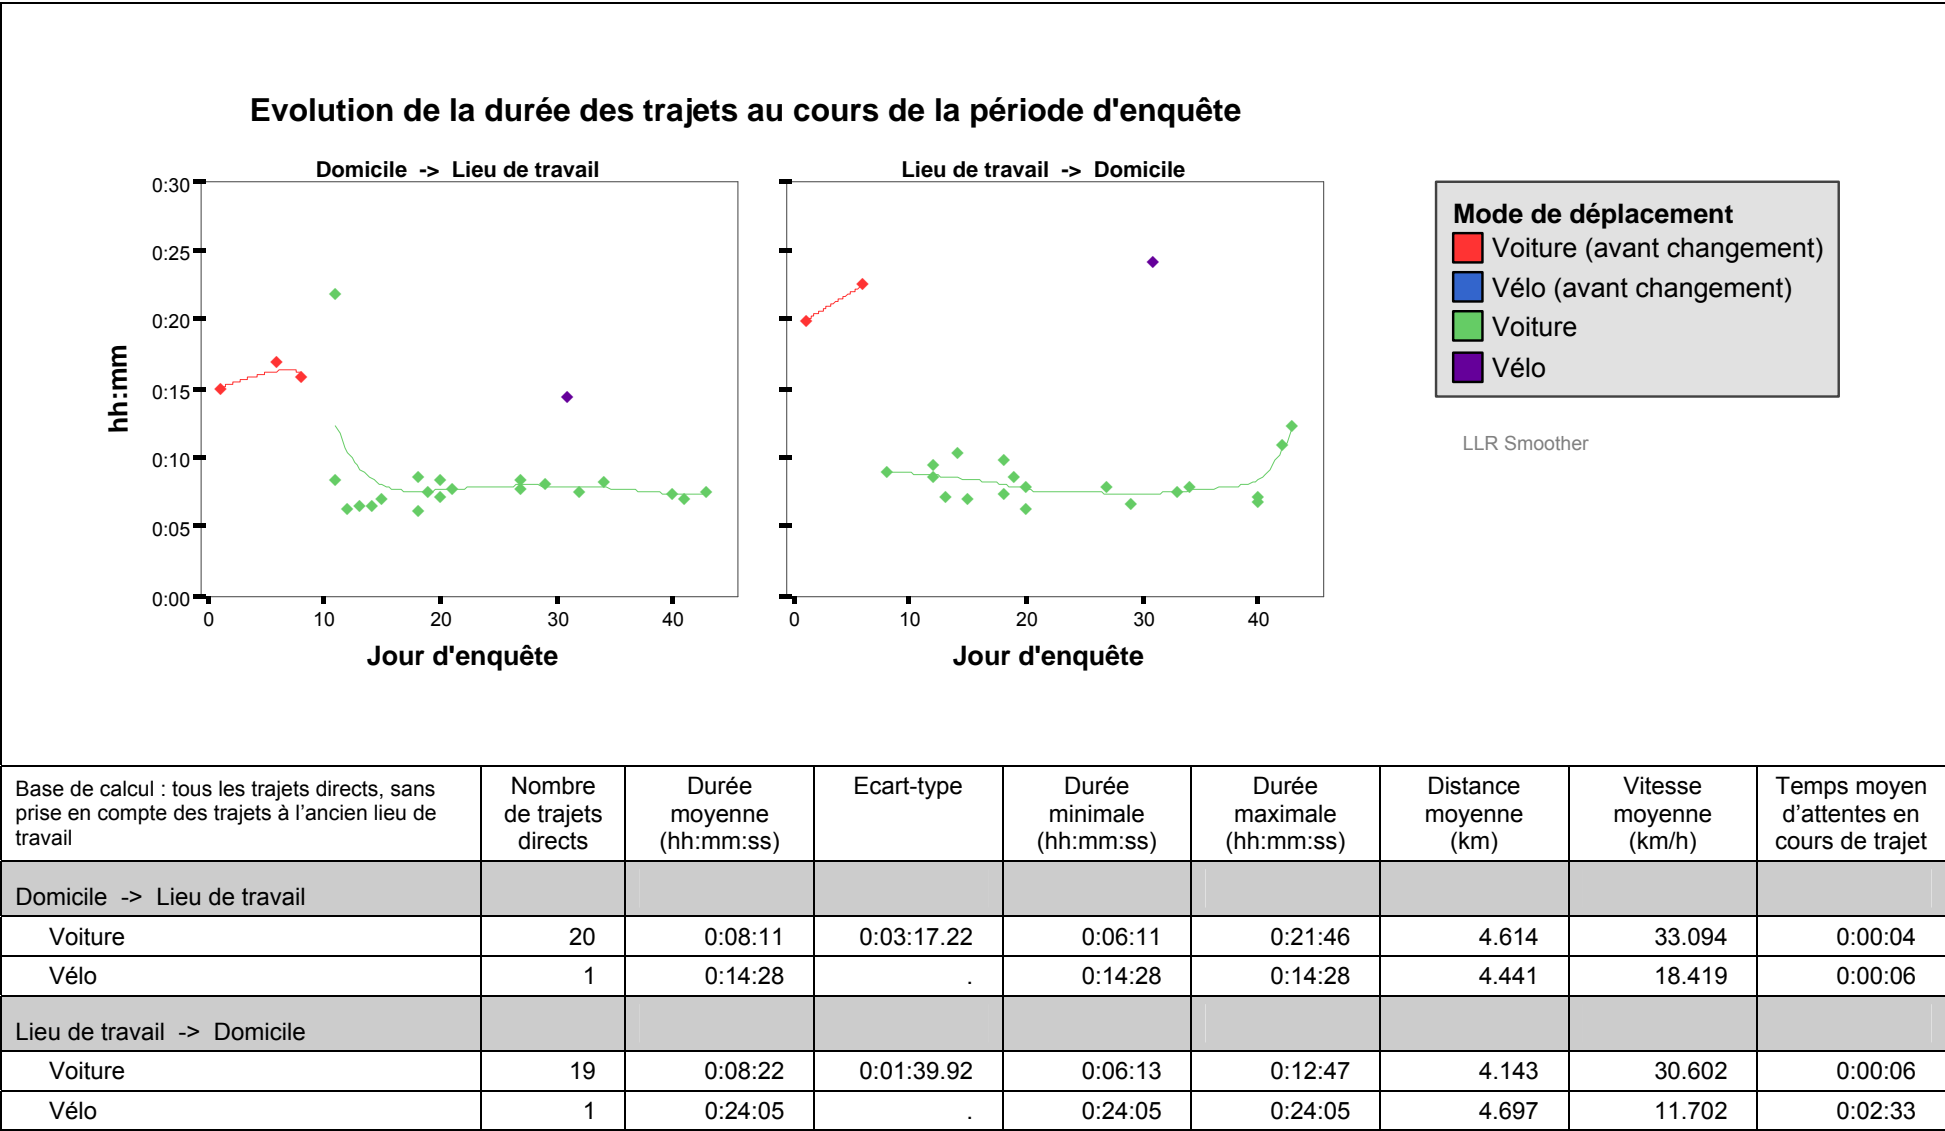 Evolution de la durée des trajets au cours de la période d'enquête
Domicile -> Lieu de travail
Lieu de travail -> Domicile
hh:mm
0:30
0:25
0:20
0:15
0:10
0:05
0:00
0 10 20 30 40
0 10 20 30 40
Jour d'enquête
Jour d'enquête
Mode de déplacement
Voiture (avant changement)
Vélo (avant changement)
Voiture
Vélo
LLR Smoother
Base de calcul : tous les trajets directs, sans
prise en compte des trajets à l’ancien lieu de
travail
Nombre
de trajets
directs
Durée
moyenne
(hh:mm:ss)
Ecart-type
Durée
minimale
(hh:mm:ss)
Durée
maximale
(hh:mm:ss)
Distance
moyenne
(km)
Vitesse
moyenne
(km/h)
Temps moyen
d’attentes en
cours de trajet
Domicile -> Lieu de travail
Voiture 20 0:08:11 0:03:17.22 0:06:11 0:21:46 4.614 33.094 0:00:04
Vélo 1 0:14:28 . 0:14:28 0:14:28 4.441 18.419 0:00:06
Lieu de travail -> Domicile
Voiture 19 0:08:22 0:01:39.92 0:06:13 0:12:47 4.143 30.602 0:00:06
Vélo 1 0:24:05 . 0:24:05 0:24:05 4.697 11.702 0:02:33